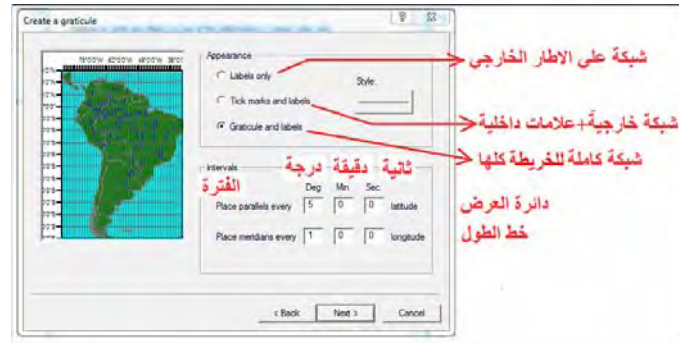 Create a graticule
Appearance
Labels only
Tick marks and labels
Graticule and labels
Style:
شبكة على الاطار الخارجي
شبكة خارجية+علامات داخلية
شبكة كاملة للخريطة كلها
Intervals
درجة - دقيقة - ثانية
الفترة
Deg Min Sec
Place parallels every 5 0 0 latitude
Place meridians every 1 0 0 longitude
دائرة العرض
خط الطول
< Back Next > Cancel